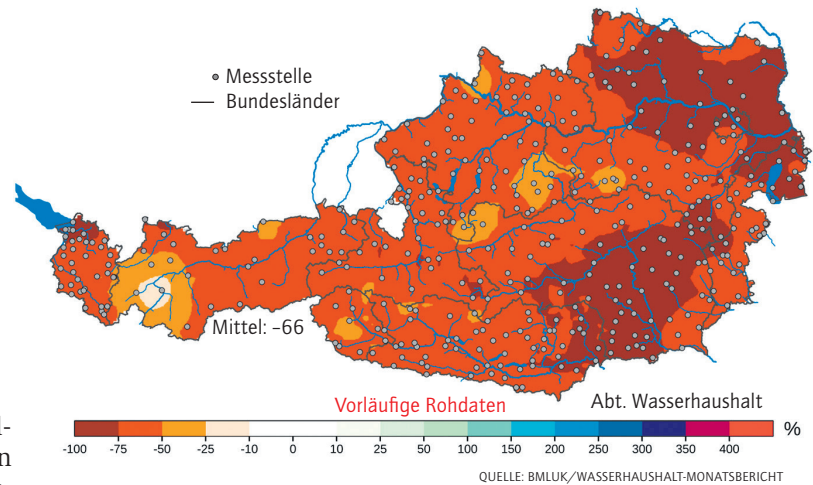 Messstelle
Bundesländer
Mittel: –66
Vorläufige Rohdaten
Abt. Wasserhaushalt
-100 -75 -50 -25 -10 0 10 25 50 100 150 200 250 300 350 400 %
QUELLE: BMLUK/WASSERHAUSHALT-MONATSBERICHT